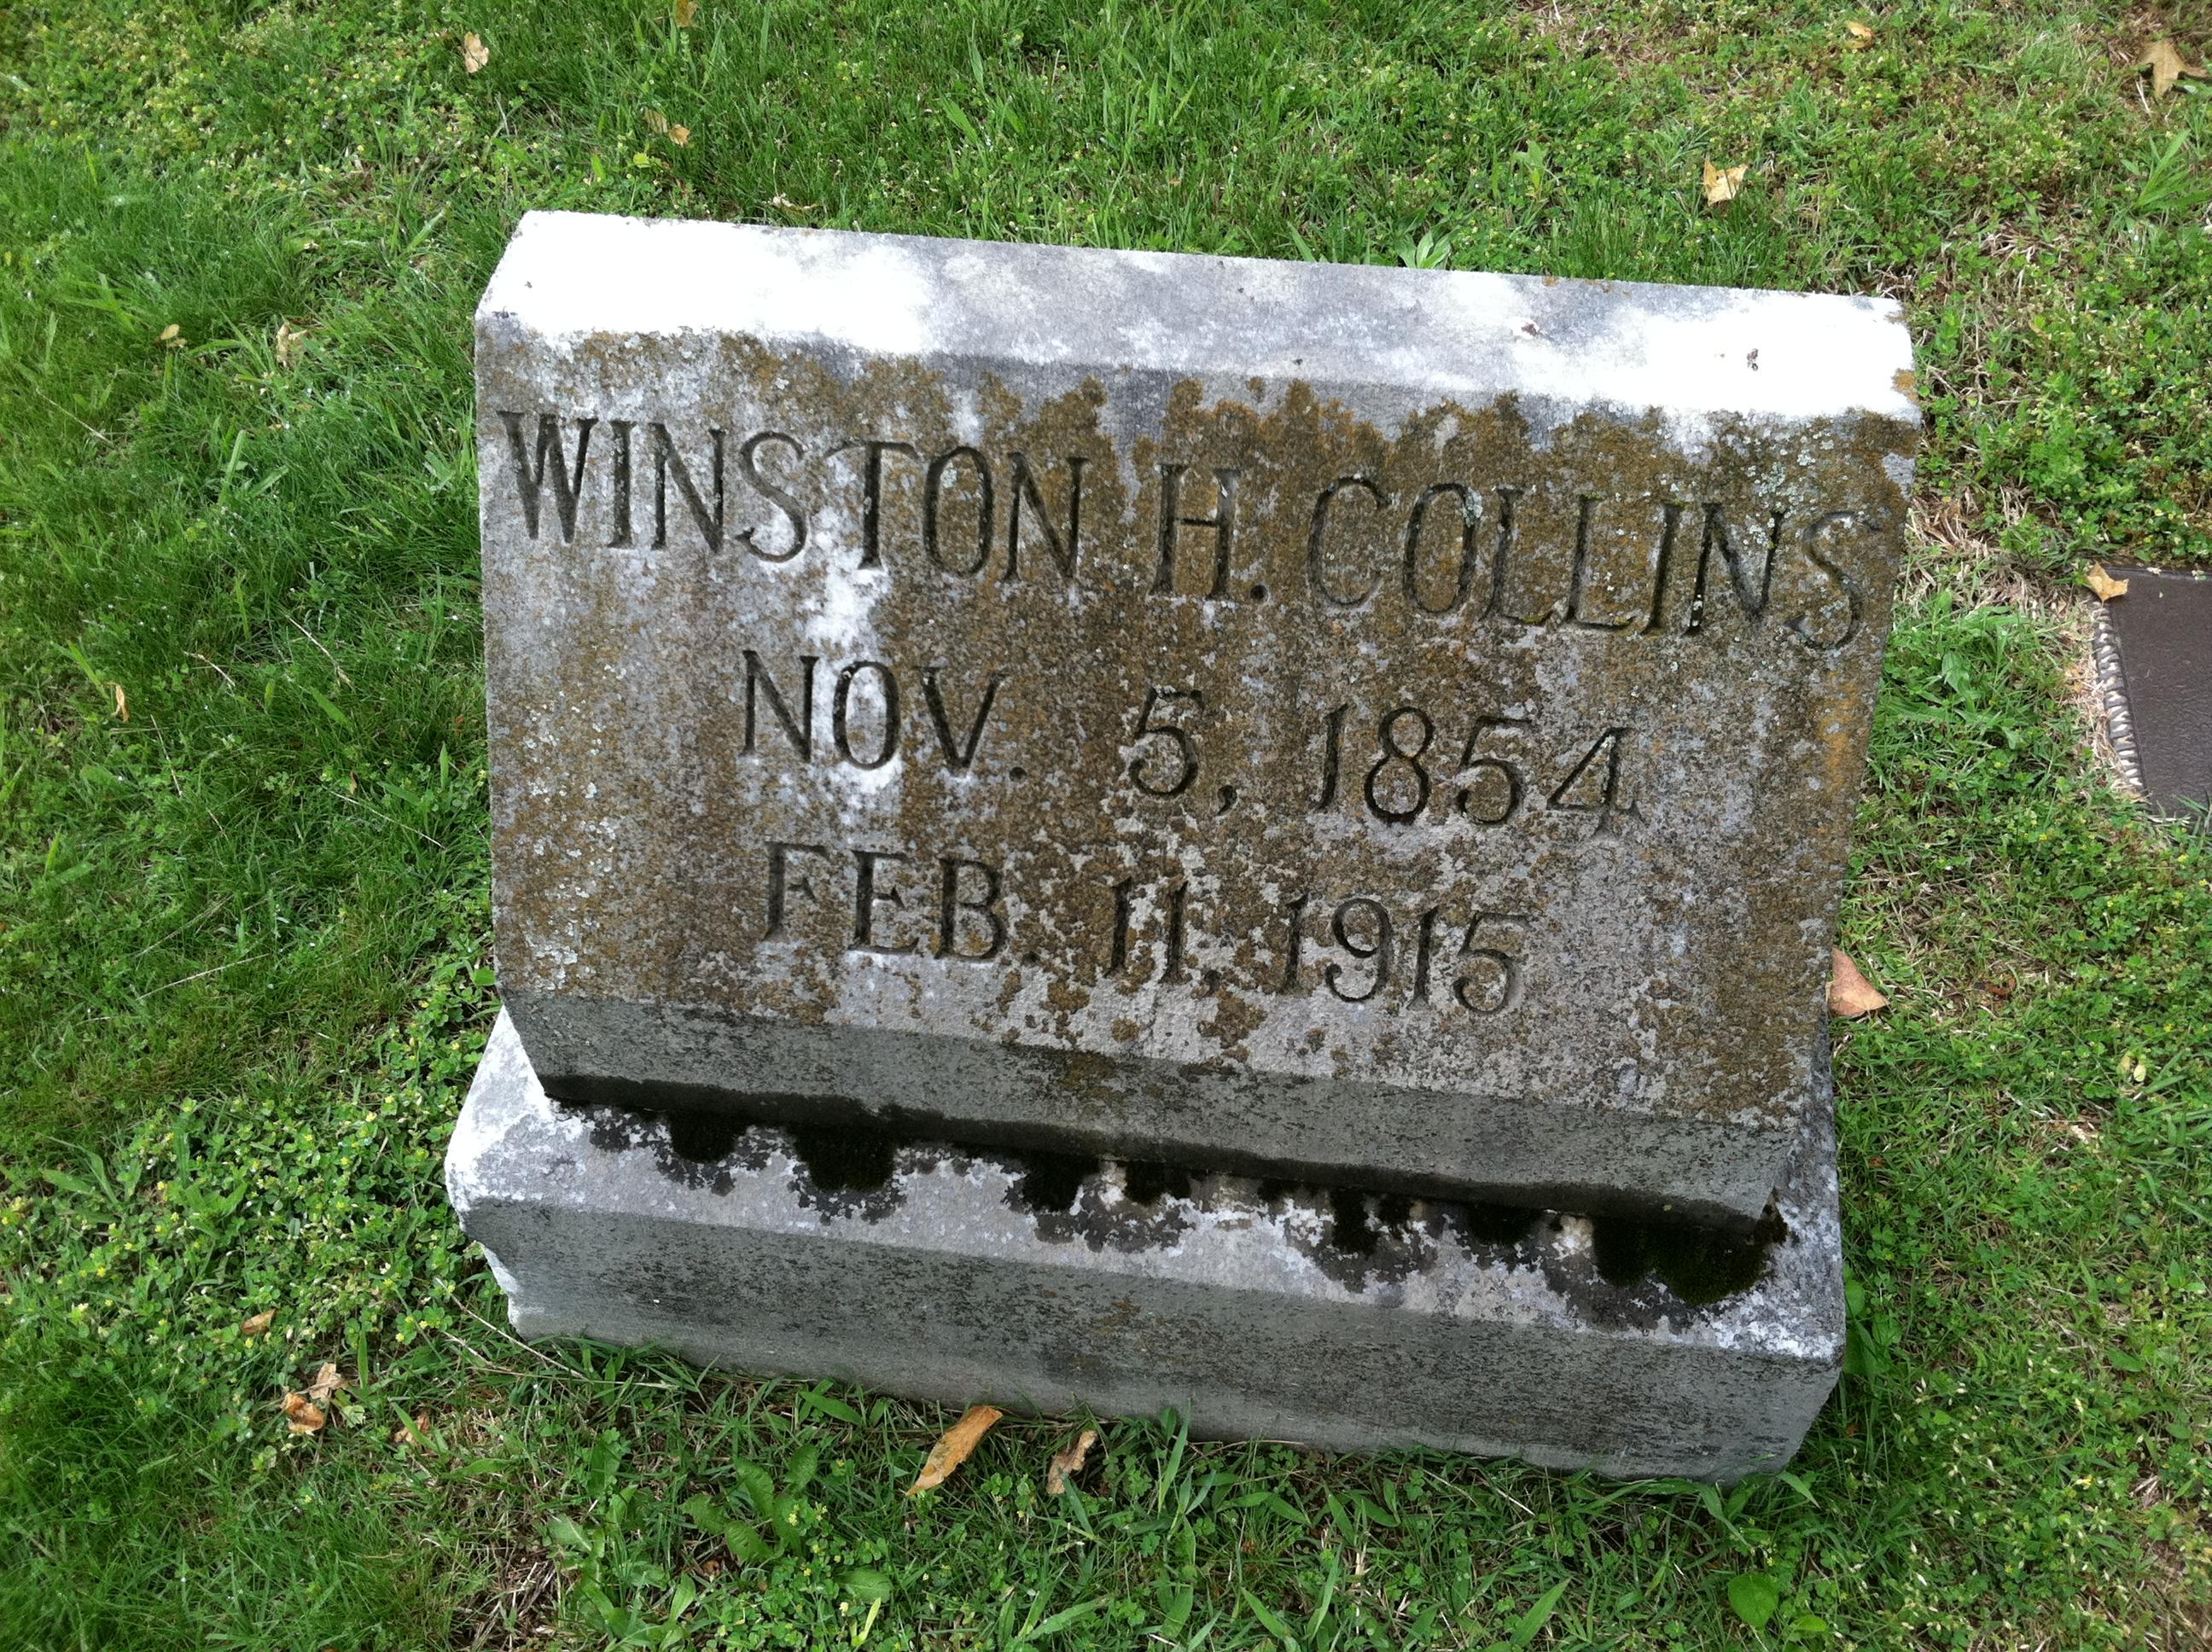 WINSTON H. COLLINS
NOV. 5, 1854
FEB. 11, 1915